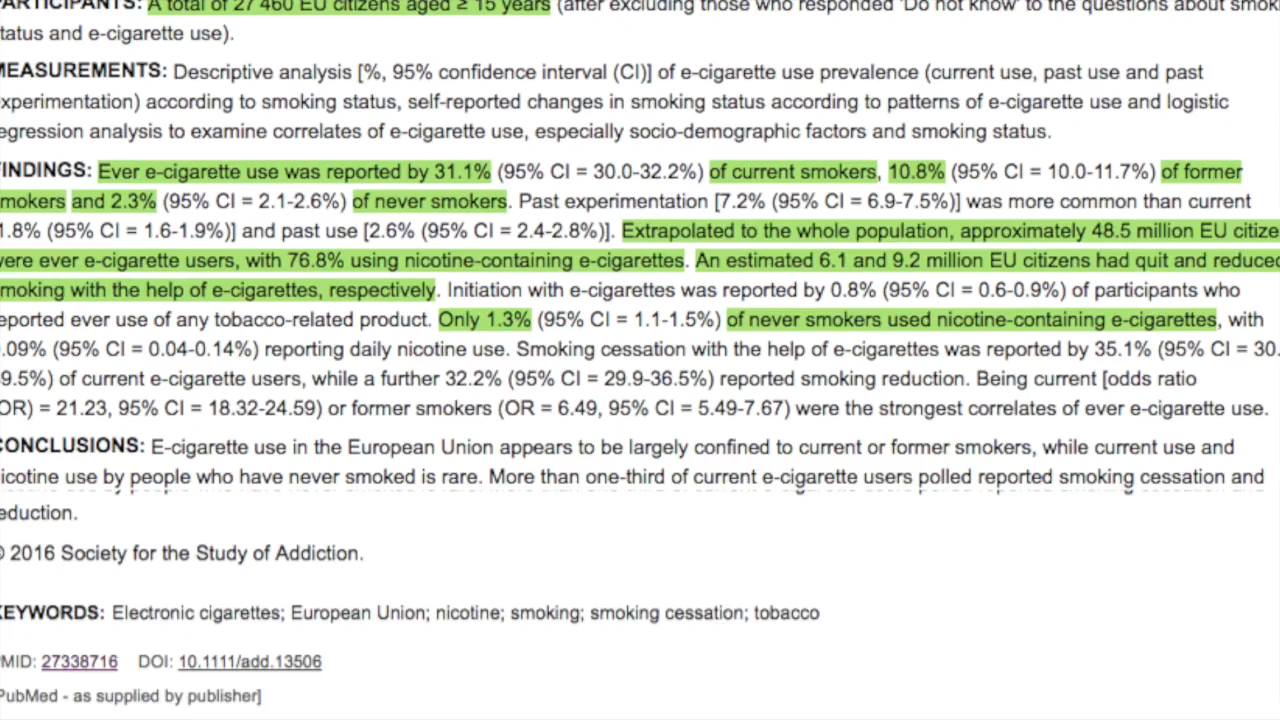 PARTICIPANTS: A total of 27 460 EU citizens aged ≥ 15 years (after excluding those who responded 'Do not know' to the questions about smoki
tatus and e-cigarette use).
MEASUREMENTS: Descriptive analysis [%, 95% confidence interval (CI)] of e-cigarette use prevalence (current use, past use and past
xperimentation) according to smoking status, self-reported changes in smoking status according to patterns of e-cigarette use and logistic
egression analysis to examine correlates of e-cigarette use, especially socio-demographic factors and smoking status.
FINDINGS: Ever e-cigarette use was reported by 31.1% (95% CI = 30.0-32.2%) of current smokers, 10.8% (95% CI = 10.0-11.7%) of former
mokers and 2.3% (95% CI = 2.1-2.6%) of never smokers. Past experimentation [7.2% (95% CI = 6.9-7.5%)] was more common than current
1.8% (95% CI = 1.6-1.9%)] and past use [2.6% (95% CI = 2.4-2.8%)]. Extrapolated to the whole population, approximately 48.5 million EU citize
were ever e-cigarette users, with 76.8% using nicotine-containing e-cigarettes. An estimated 6.1 and 9.2 million EU citizens had quit and reduced
moking with the help of e-cigarettes, respectively. Initiation with e-cigarettes was reported by 0.8% (95% CI = 0.6-0.9%) of participants who
eported ever use of any tobacco-related product. Only 1.3% (95% CI = 1.1-1.5%) of never smokers used nicotine-containing e-cigarettes, with
.09% (95% CI = 0.04-0.14%) reporting daily nicotine use. Smoking cessation with the help of e-cigarettes was reported by 35.1% (95% CI = 30.
9.5%) of current e-cigarette users, while a further 32.2% (95% CI = 29.9-36.5%) reported smoking reduction. Being current [odds ratio
OR) = 21.23, 95% CI = 18.32-24.59) or former smokers (OR = 6.49, 95% CI = 5.49-7.67) were the strongest correlates of ever e-cigarette use.
CONCLUSIONS: E-cigarette use in the European Union appears to be largely confined to current or former smokers, while current use and
icotine use by people who have never smoked is rare. More than one-third of current e-cigarette users polled reported smoking cessation and
eduction.
© 2016 Society for the Study of Addiction.
KEYWORDS: Electronic cigarettes; European Union; nicotine; smoking; smoking cessation; tobacco
PMID: 27338716 DOI: 10.1111/add.13506
PubMed - as supplied by publisher]